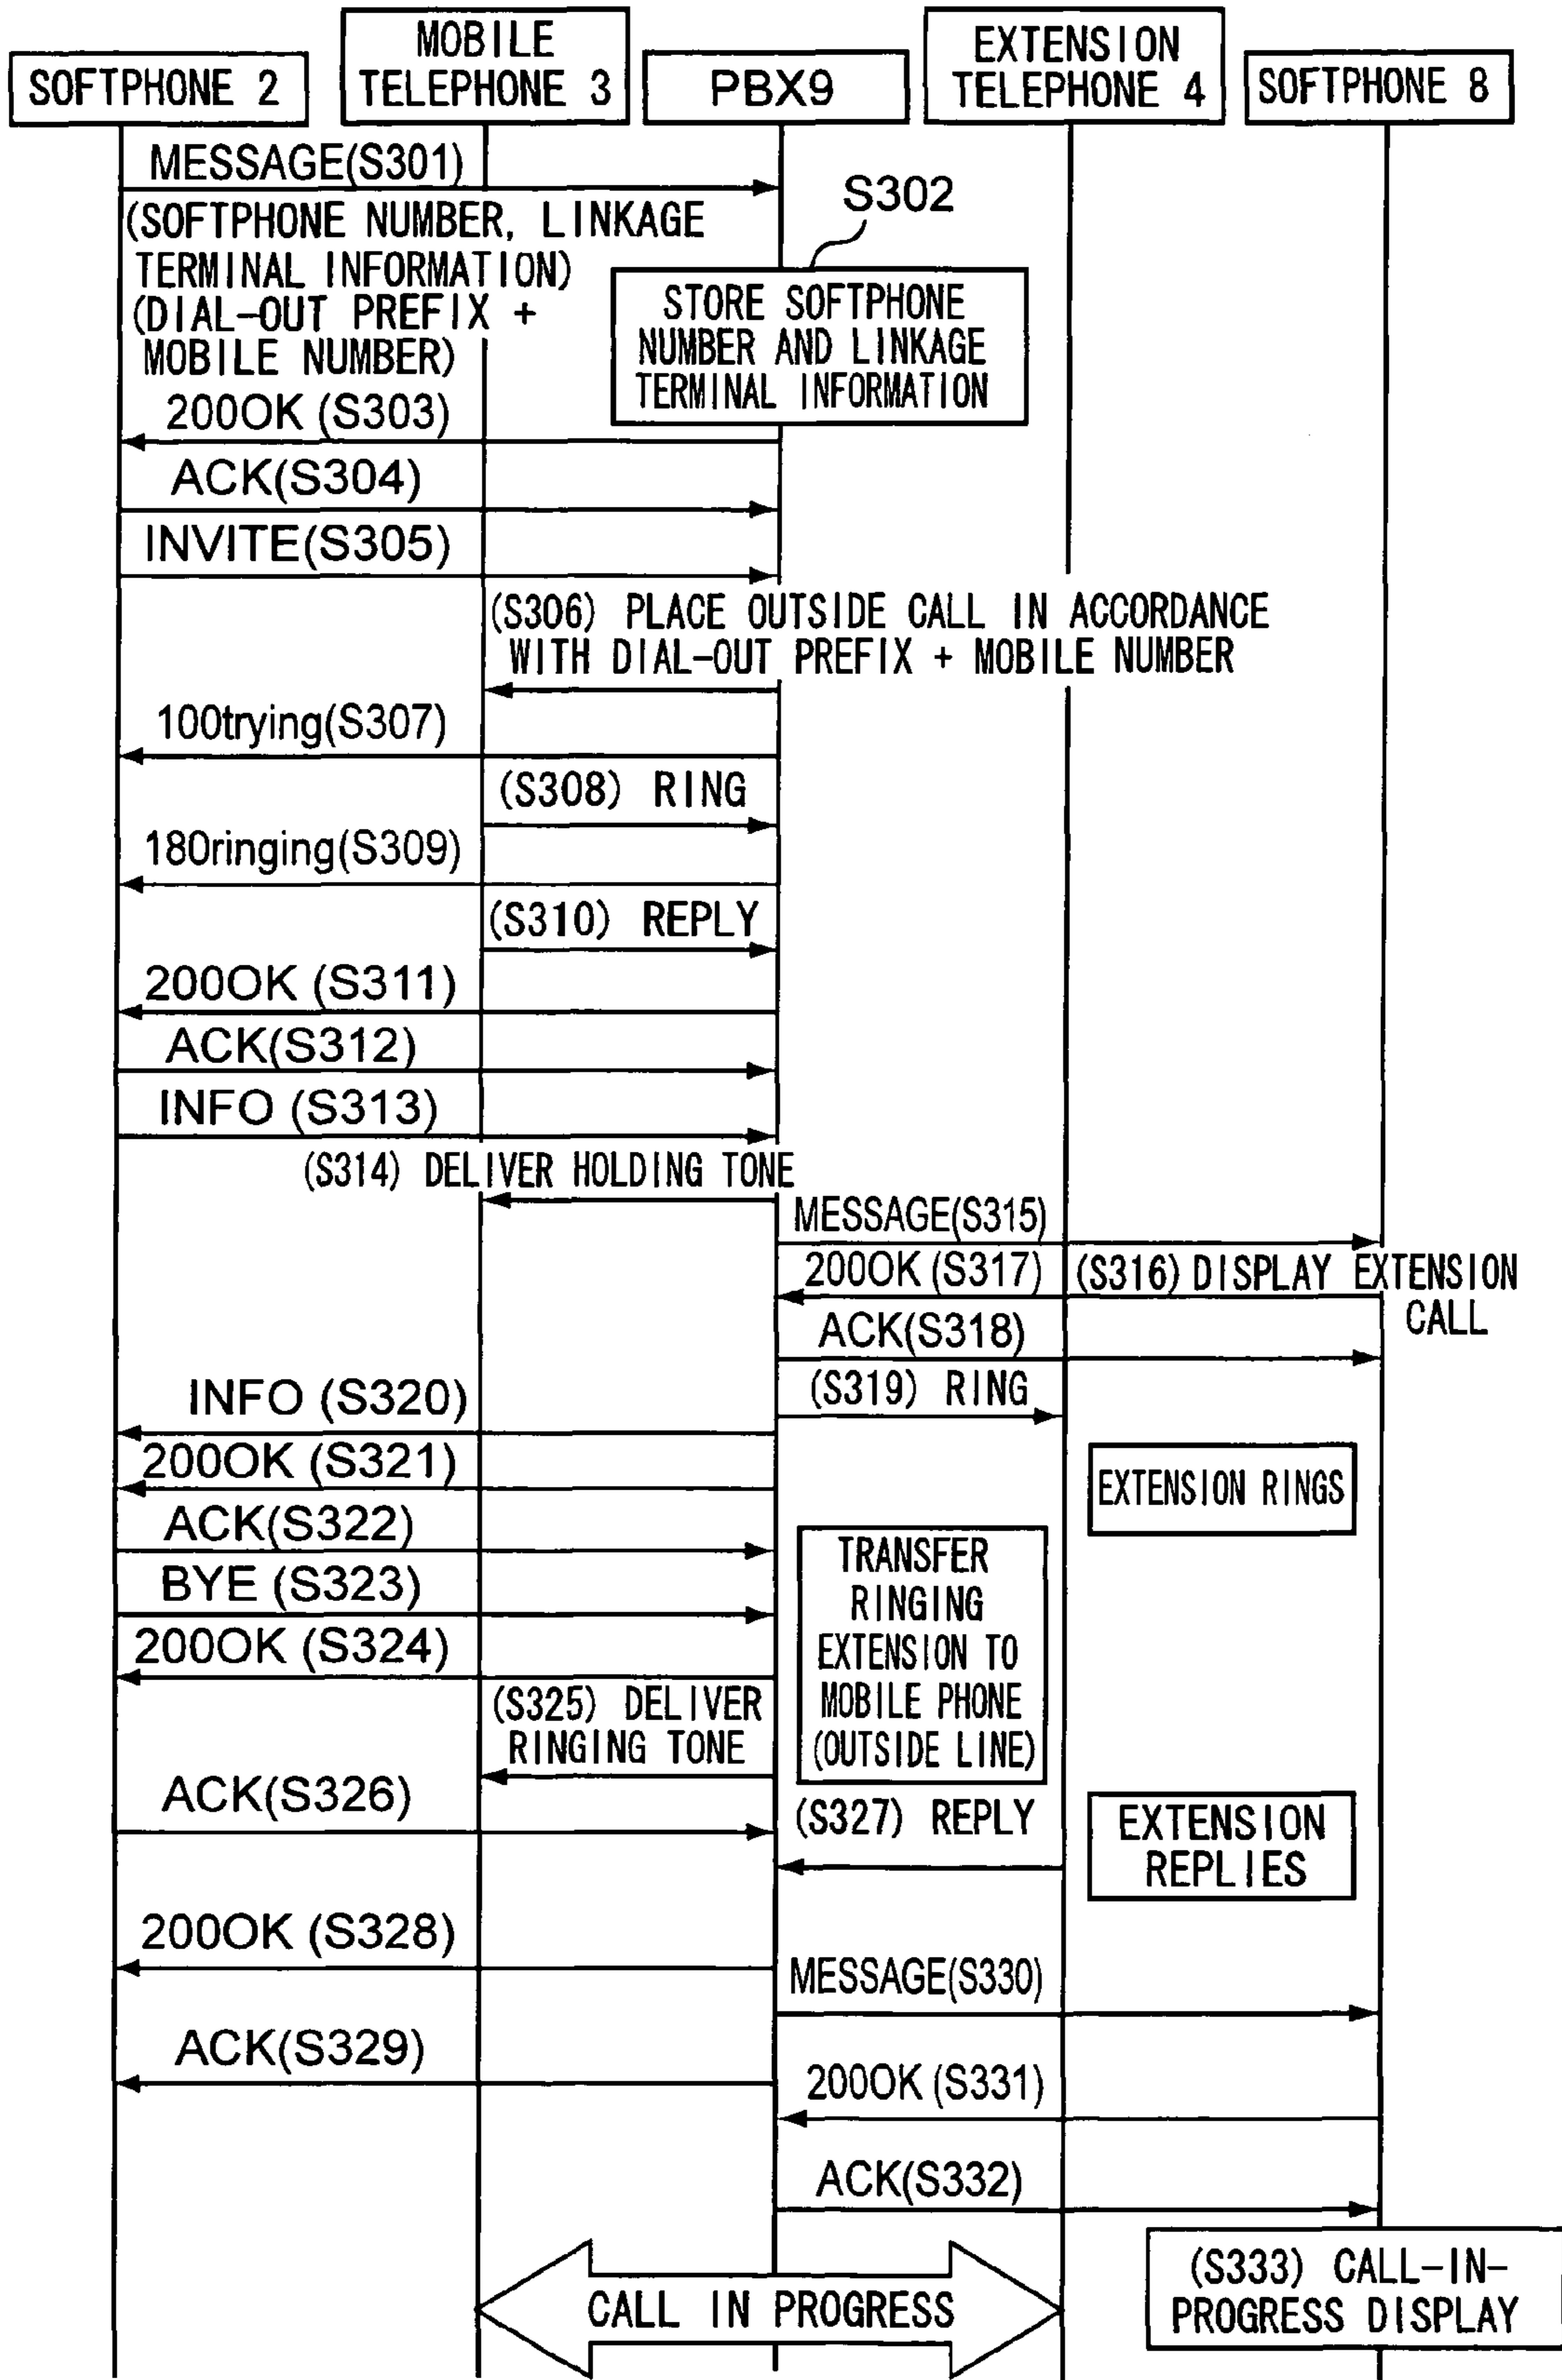 SOFTPHONE 2
MOBILE
TELEPHONE 3
PBX9
EXTENSION
TELEPHONE 4
SOFTPHONE 8
MESSAGE(S301)
(SOFTPHONE NUMBER, LINKAGE
TERMINAL INFORMATION)
(DIAL-OUT PREFIX +
MOBILE NUMBER)
S302
STORE SOFTPHONE
NUMBER AND LINKAGE
TERMINAL INFORMATION
200OK (S303)
ACK(S304)
INVITE(S305)
(S306) PLACE OUTSIDE CALL IN ACCORDANCE
WITH DIAL-OUT PREFIX + MOBILE NUMBER
100trying(S307)
(S308) RING
180ringing(S309)
(S310) REPLY
200OK (S311)
ACK(S312)
INFO (S313)
(S314) DELIVER HOLDING TONE
MESSAGE(S315)
200OK (S317)
(S316) DISPLAY EXTENSION
CALL
ACK(S318)
(S319) RING
INFO (S320)
200OK (S321)
EXTENSION RINGS
ACK(S322)
TRANSFER
RINGING
EXTENSION TO
MOBILE PHONE
(OUTSIDE LINE)
BYE (S323)
200OK (S324)
(S325) DELIVER
RINGING TONE
ACK(S326)
(S327) REPLY
EXTENSION
REPLIES
200OK (S328)
MESSAGE(S330)
ACK(S329)
200OK (S331)
ACK(S332)
(S333) CALL-IN-
PROGRESS DISPLAY
CALL IN PROGRESS